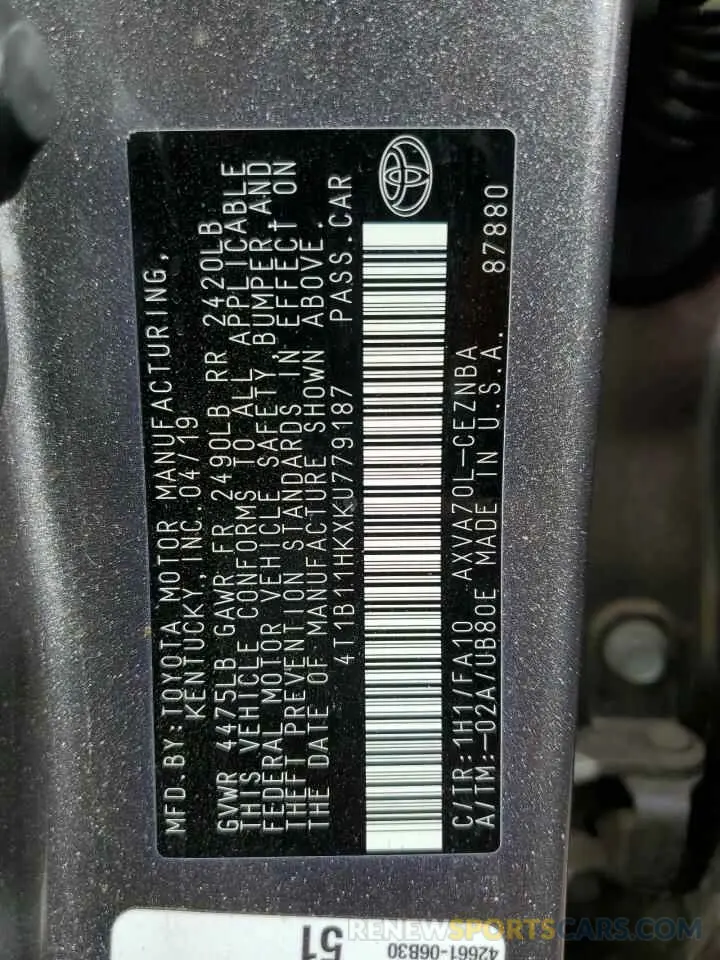 MFD.BY:TOYOTA MOTOR MANUFACTURING,
KENTUCKY, INC.04/19
GVWR 4475LB GAWR FR 2490LB RR 2420LB
THIS VEHICLE CONFORMS TO ALL APPLICABLE
FEDERAL MOTOR VEHICLE SAFETY, BUMPER AND
THEFT PREVENTION STANDARDS IN EFFECT ON
THE DATE OF MANUFACTURE SHOWN ABOVE.
4T1B11HKXKU779187 PASS.CAR
C/TR:1H1/FA10 AXVA70L-CEZNBA
A/TM:-02A/UB80E MADE IN U.S.A. 87880
51
42661-06B30
RENEWSPORTSCARS.COM